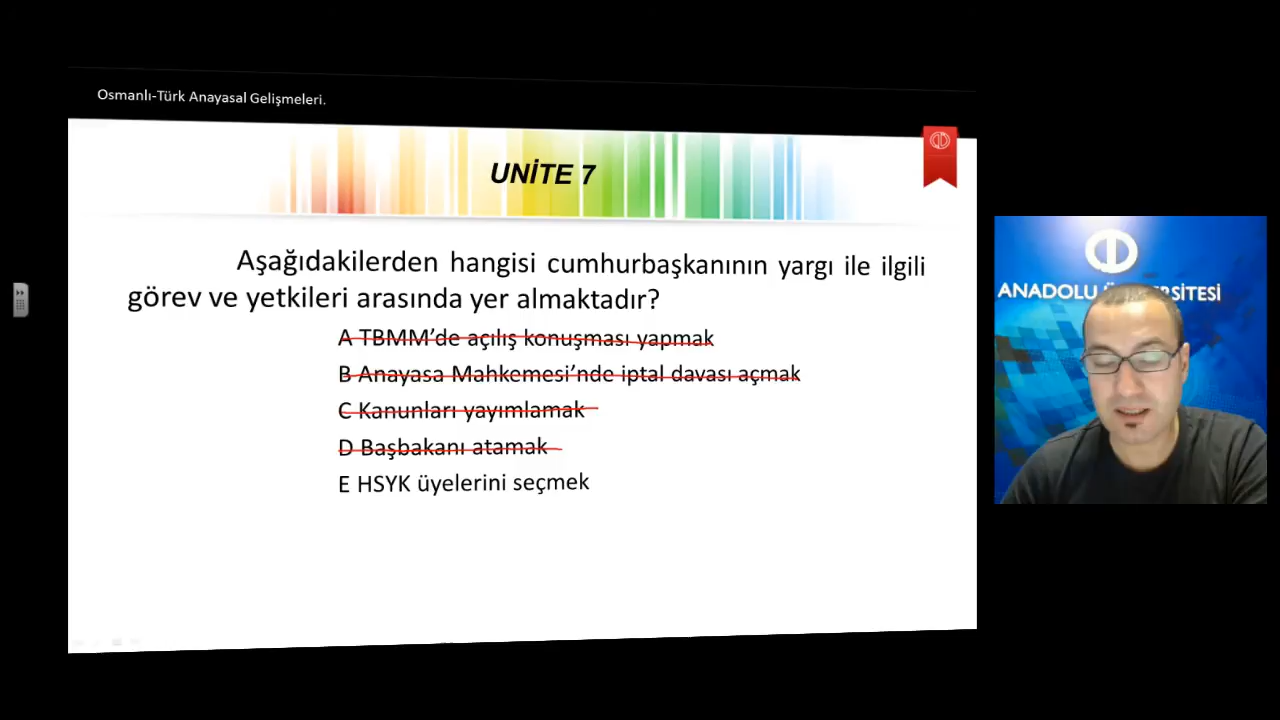 Osmanlı-Türk Anayasal Gelişmeleri.
UNİTE 7
Aşağıdakilerden hangisi cumhurbaşkanının yargı ile ilgili
görev ve yetkileri arasında yer almaktadır?
A TBMM’de açılış konuşması yapmak
B Anayasa Mahkemesi’nde iptal davası açmak
C Kanunları yayımlamak
D Başbakanı atamak
E HSYK üyelerini seçmek
ANADOLU ÜNİVERSİTESİ